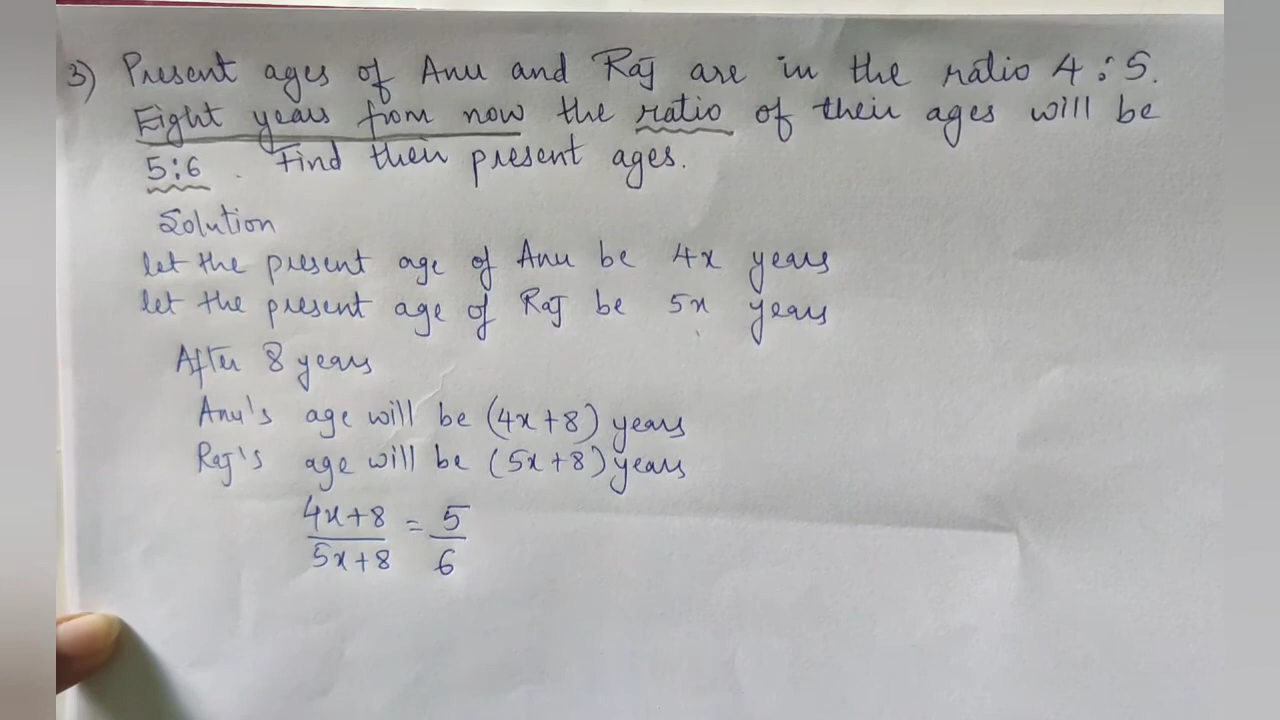 3) Present ages of Anu and Raj are in the ratio 4:5.
Eight years from now the ratio of their ages will be
5:6. Find their present ages.
Solution
let the present age of Anu be 4x years
let the present age of Raj be 5x years
After 8 years
Anu's age will be (4x+8) years
Raj's age will be (5x+8) years
4x+8 = 5
5x+8 6